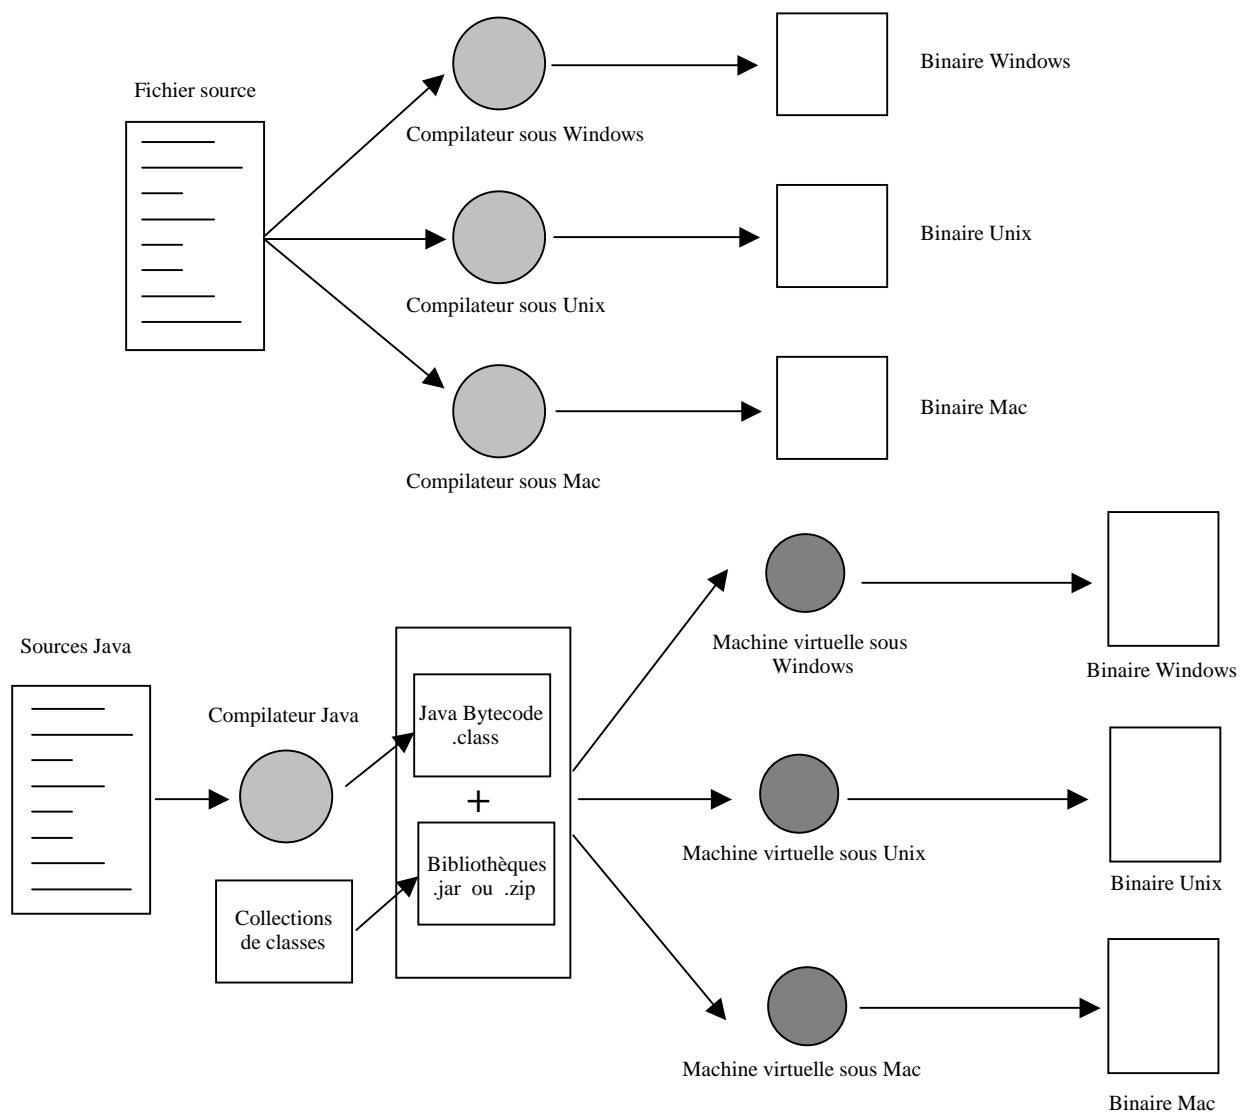 Fichier source
Compilateur sous Windows
Binaire Windows
Compilateur sous Unix
Binaire Unix
Compilateur sous Mac
Binaire Mac
Sources Java
Compilateur Java
Collections
de classes
Java Bytecode
.class
+
Bibliothèques
.jar ou .zip
Machine virtuelle sous
Windows
Binaire Windows
Machine virtuelle sous Unix
Binaire Unix
Machine virtuelle sous Mac
Binaire Mac